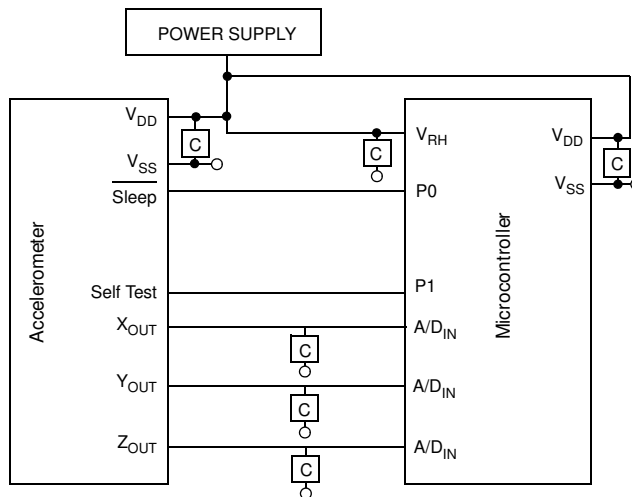 POWER SUPPLY
Accelerometer
V_DD
C
V_SS
Sleep
Self Test
X_OUT
Y_OUT
Z_OUT
C
C
C
C
Microcontroller
V_RH
P0
P1
A/D_IN
A/D_IN
A/D_IN
V_DD
C
V_SS